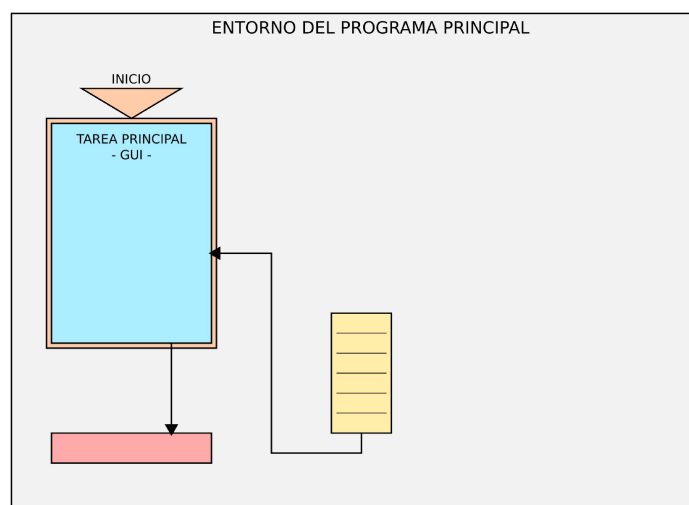 ENTORNO DEL PROGRAMA PRINCIPAL
INICIO
TAREA PRINCIPAL
- GUI -